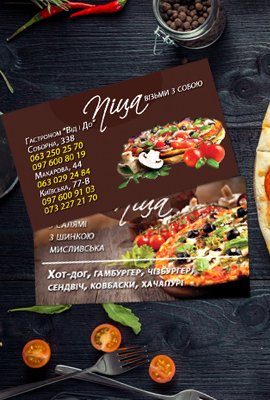 Піца візьми з собою
Гастроном "Від і До"
Соборна, 33В
063 250 25 70
097 600 80 19
Макарова, 44
063 029 24 84
Київська, 77-В
097 600 91 03
073 227 21 70
Піца
з салямі
з шинкою
мисливська
Хот-дог, гамбургер, чізбургер,
сендвіч, ковбаски, хачапурі